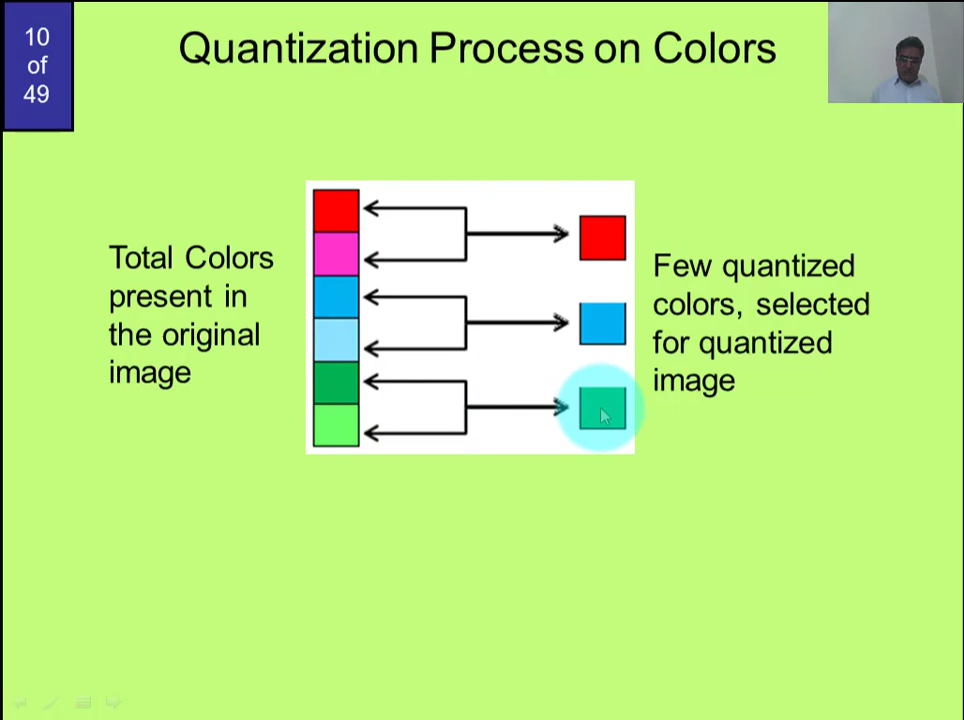 10
of
49
Quantization Process on Colors
Total Colors
present in
the original
image
Few quantized
colors, selected
for quantized
image